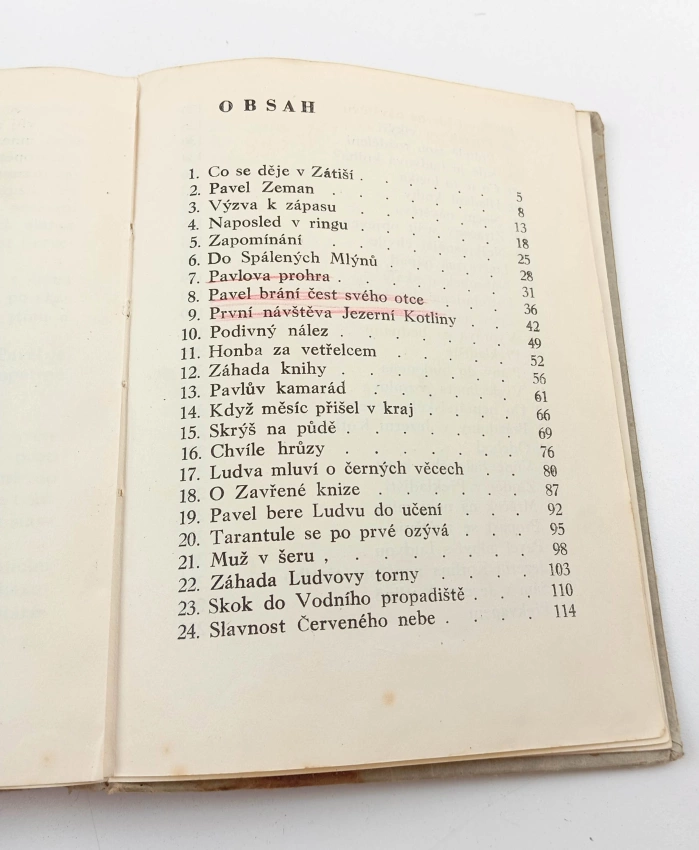 OBSAH
1. Co se děje v Zátiší . . . . . 5
2. Pavel Zeman . . . . . . 8
3. Výzva k zápasu . . . . . 13
4. Naposled v ringu . . . . . 18
5. Zapomínání . . . . . 25
6. Do Spálených Mlýnů . . . . 28
7. Pavlova prohra . . . . . 31
8. Pavel brání čest svého otce . . . 36
9. První návštěva Jezerní Kotliny . . 42
10. Podivný nález . . . . . . 49
11. Honba za vetřelcem . . . . 52
12. Záhada knihy . . . . . . 56
13. Pavlův kamarád . . . . . 61
14. Když měsíc přišel v kraj . . . . 66
15. Skrýš na půdě . . . . . . 69
16. Chvíle hrůzy . . . . . . 76
17. Ludva mluví o černých věcech . . 80
18. O Zavřené knize . . . . . . 87
19. Pavel bere Ludvu do učení . . . 92
20. Tarantule se po prvé ozývá . . . 95
21. Muž v šeru , . . . . . . 98
22. Záhada Ludvovy torny . . . . 103
23. Skok do Vodního propadiště . . . 110
24. Slavnost Červeného nebe . . . . 114